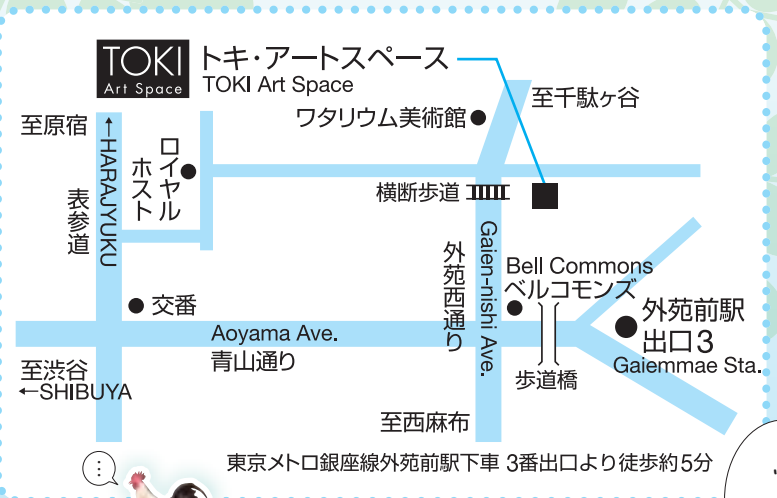 TOKI
Art Space
トキ・アートスペース
TOKI Art Space
至千駄ヶ谷
ワタリウム美術館
至原宿
←HARAJYUKU
表参道
ロイヤル
ホスト
横断歩道
外苑西通り
Gaien-nishi Ave.
Bell Commons
ベルコモンズ
交番
外苑前駅
出口3
Gaiemmae Sta.
Aoyama Ave.
青山通り
至渋谷
←SHIBUYA
歩道橋
至西麻布
東京メトロ銀座線外苑前駅下車 3番出口より徒歩約5分